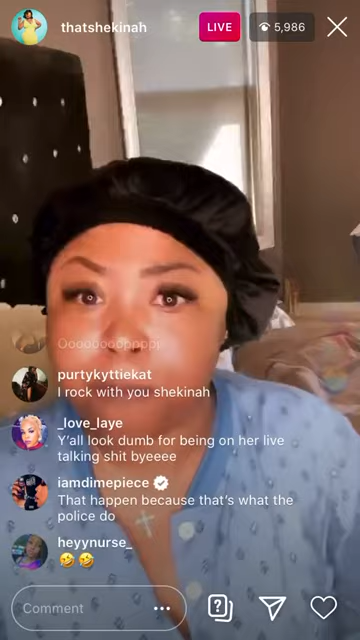 thatshekinah
LIVE
5,986
Oooooooopppppy
purtykyttiekat
I rock with you shekinah
_love_laye
Y'all look dumb for being on her live
talking shit byeeee
iamdimepiece
That happen because that's what the
police do
heyynurse_
🤣🤣
Comment